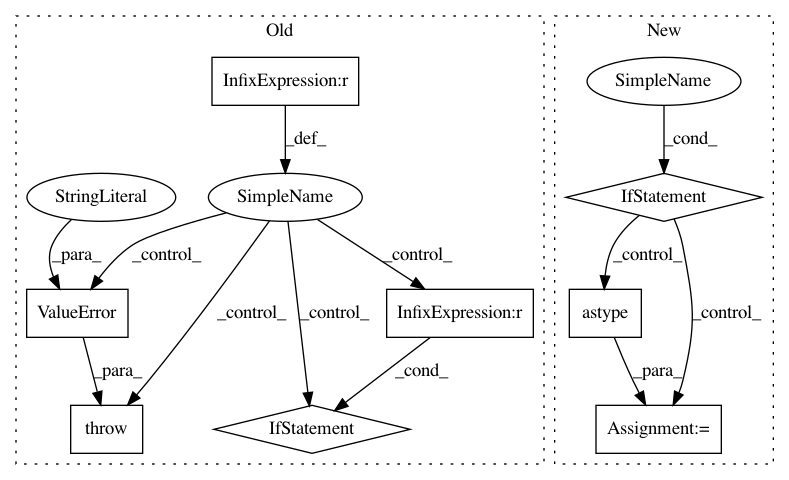 Old
New
InfixExpression:r
SimpleName
_def_
_cond_
StringLiteral
SimpleName
IfStatement
_para_
_control_
_control_
_control_
_control_
ValueError
InfixExpression:r
astype
_control_
_control_
_para_
_cond_
_para_
throw
IfStatement
Assignment:=